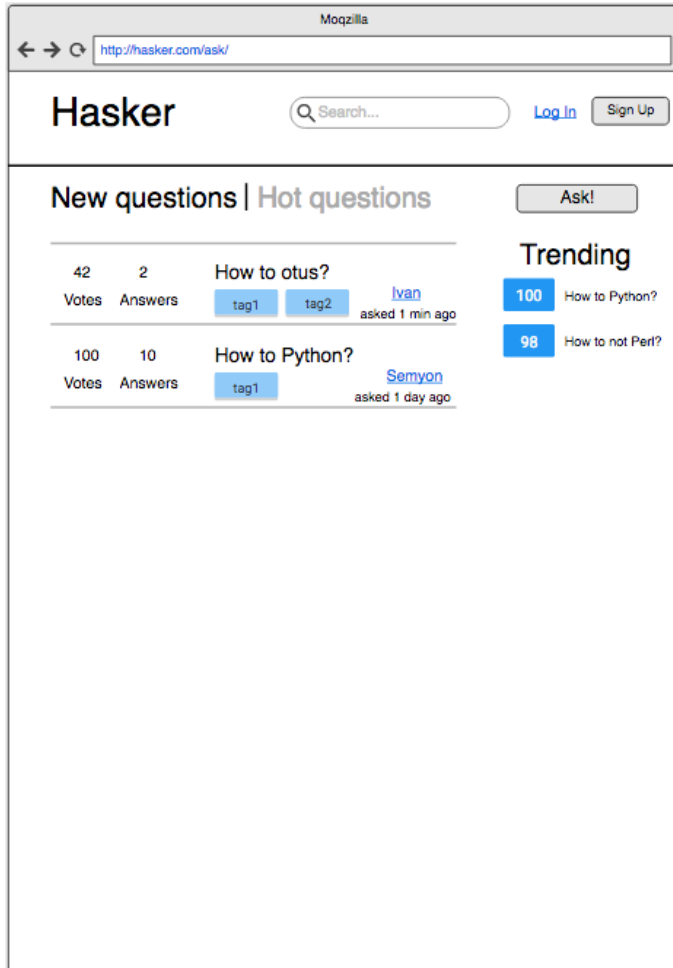 Moqzilla
http://hasker.com/ask/
Hasker
Search...
Log In
Sign Up
New questions | Hot questions
Ask!
42 2 How to otus?
Votes Answers tag1 tag2 Ivan
asked 1 min ago
100 10 How to Python?
Votes Answers tag1 Semyon
asked 1 day ago
Trending
100 How to Python?
98 How to not Perl?